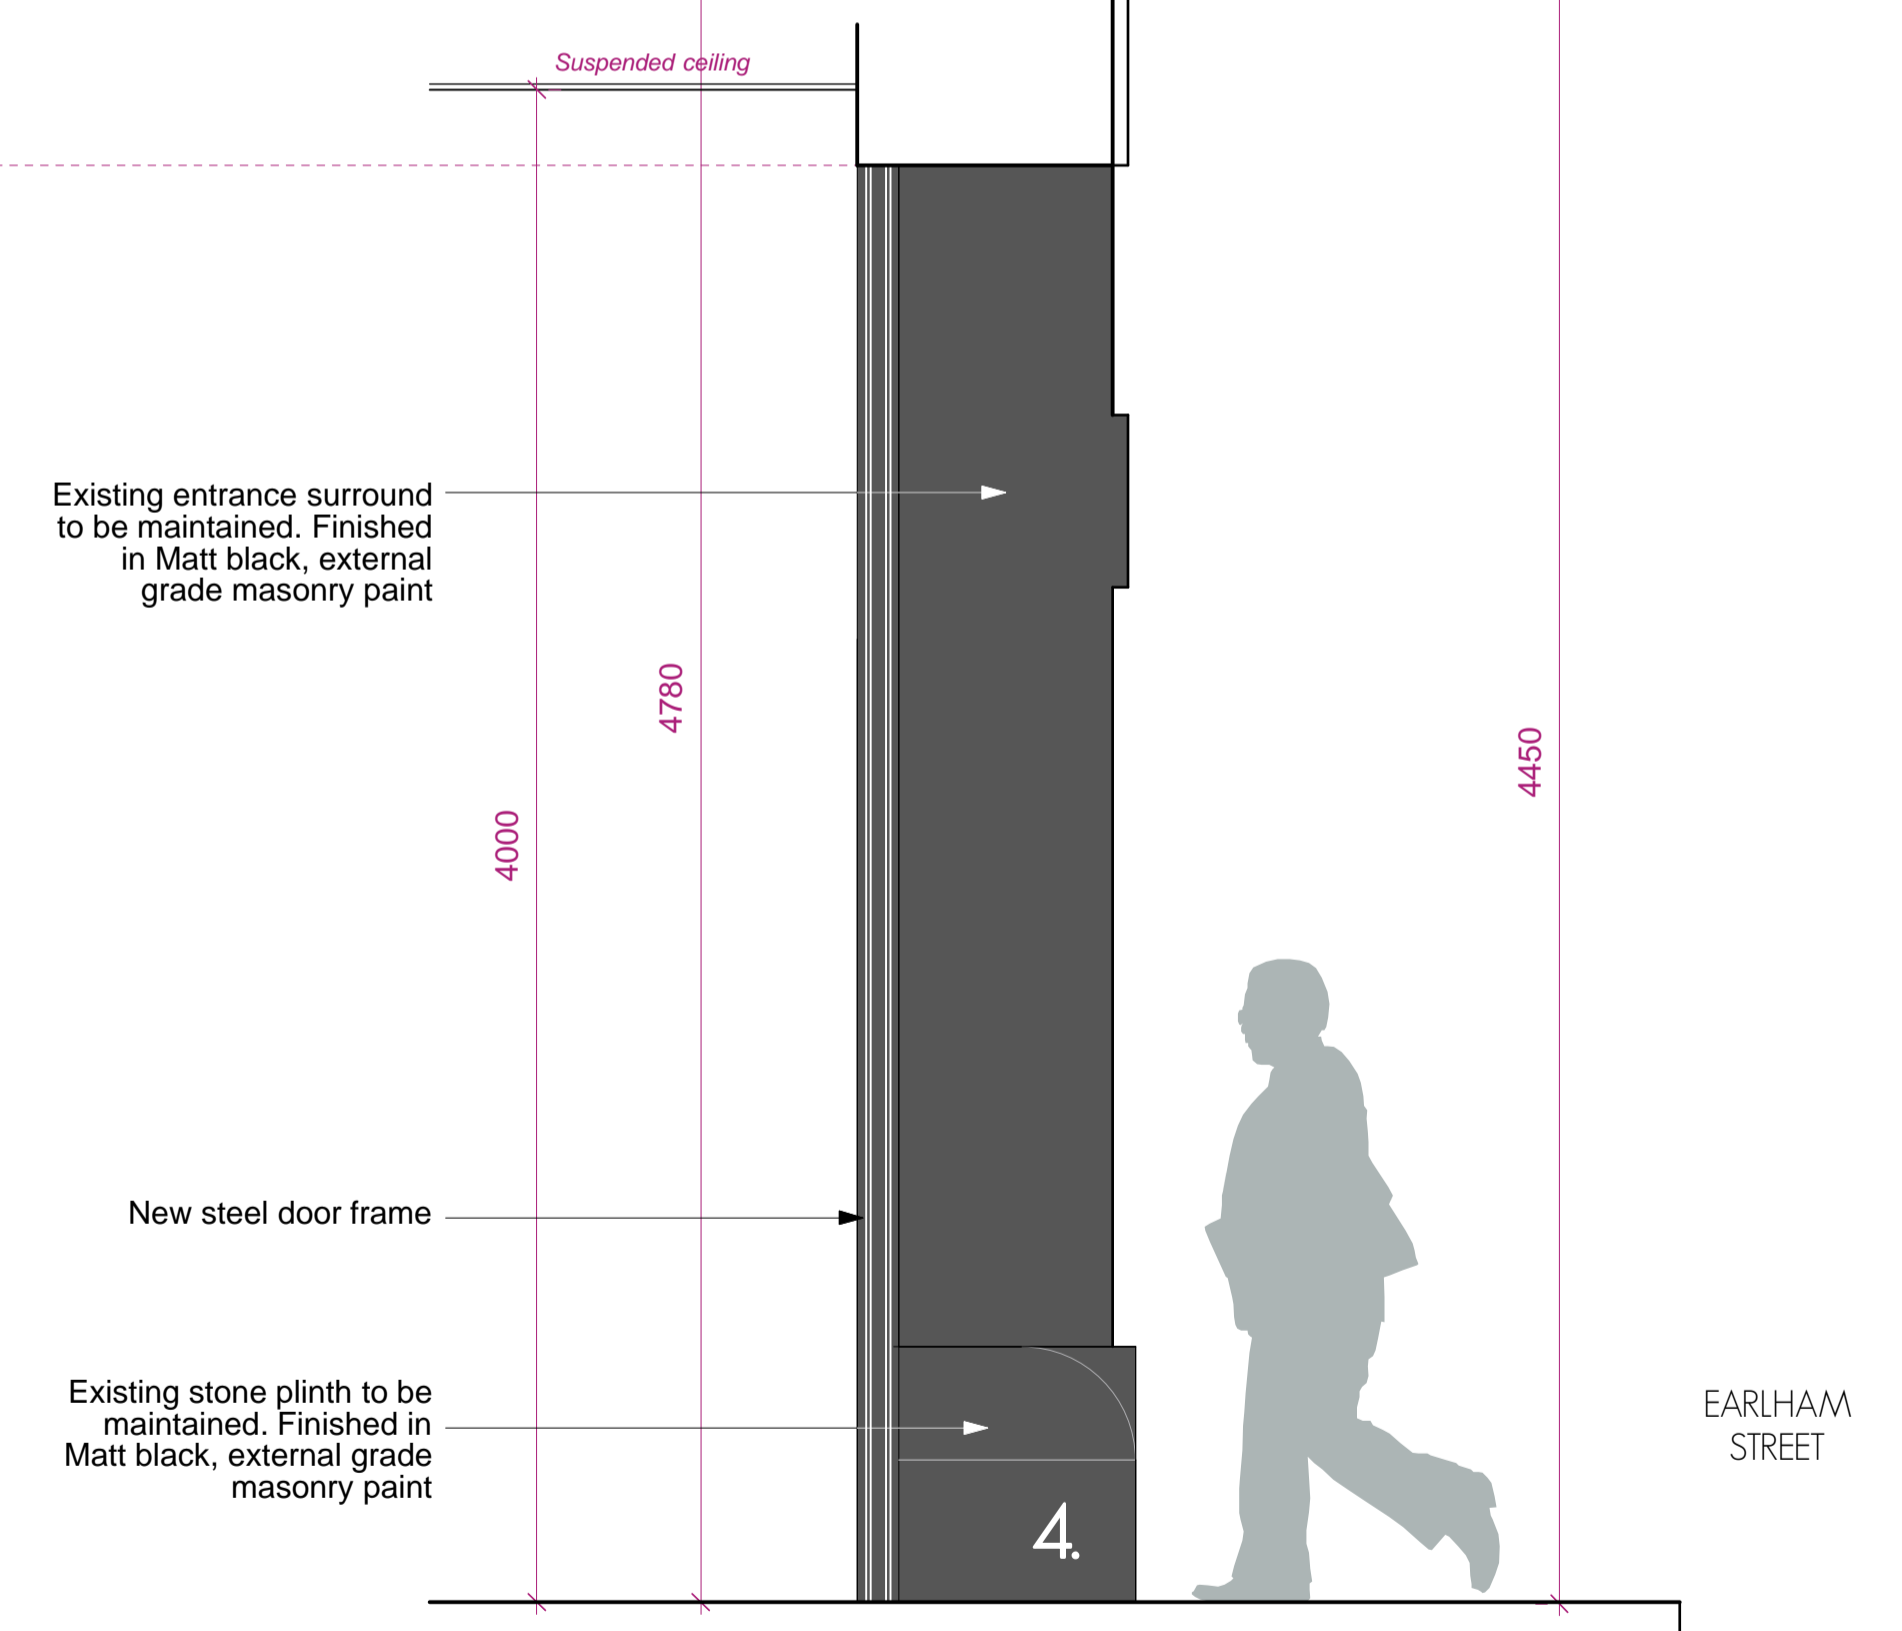 Suspended ceiling
Existing entrance surround
to be maintained. Finished
in Matt black, external
grade masonry paint
4780
4450
4000
New steel door frame
Existing stone plinth to be
maintained. Finished in
Matt black, external grade
masonry paint
EARLHAM
STREET
4.